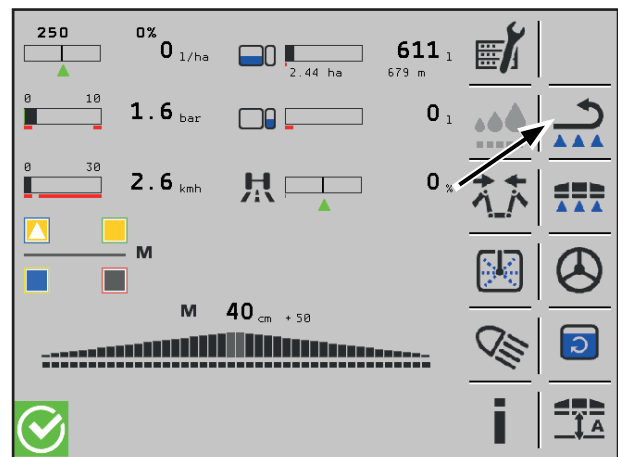 250 0% 0 l/ha 611 l
2.44 ha 679 m
0 10 1.6 bar 0 l
0 30 2.6 kmh 0 %
M
M 40 cm + 50
i
A